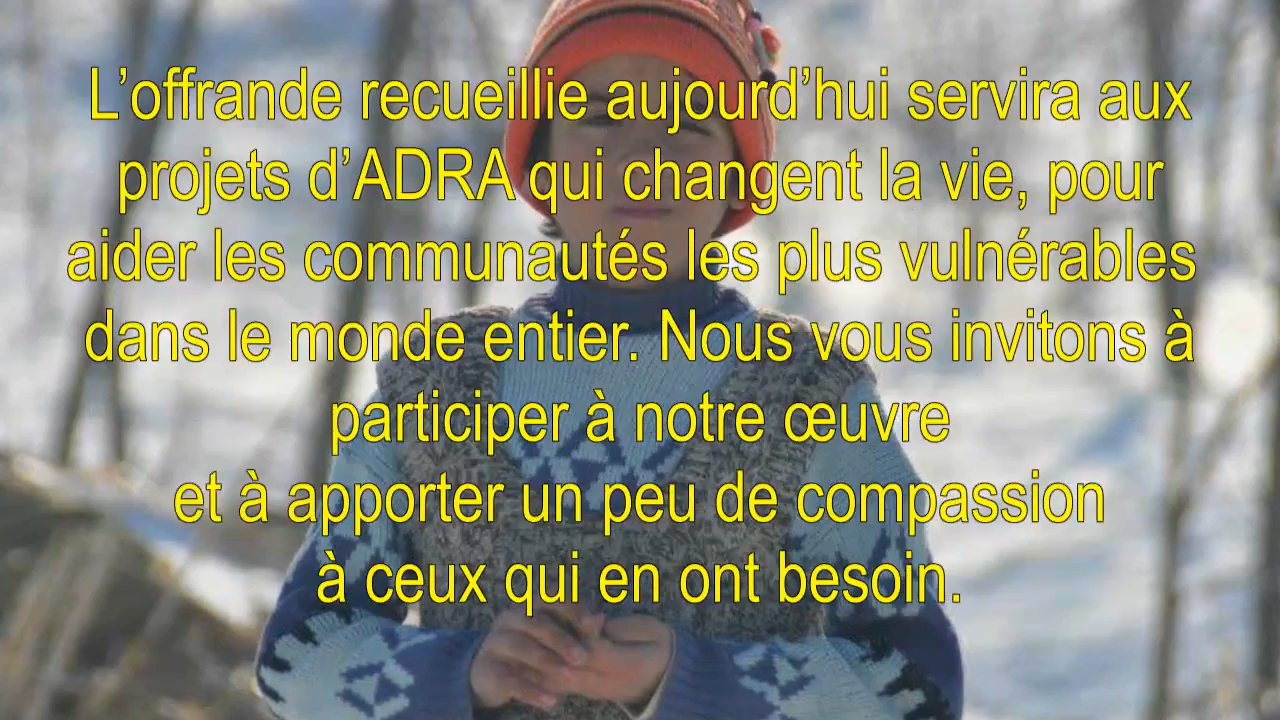 L’offrande recueillie aujourd’hui servira aux
projets d’ADRA qui changent la vie, pour
aider les communautés les plus vulnérables
dans le monde entier. Nous vous invitons à
participer à notre œuvre
et à apporter un peu de compassion
à ceux qui en ont besoin.